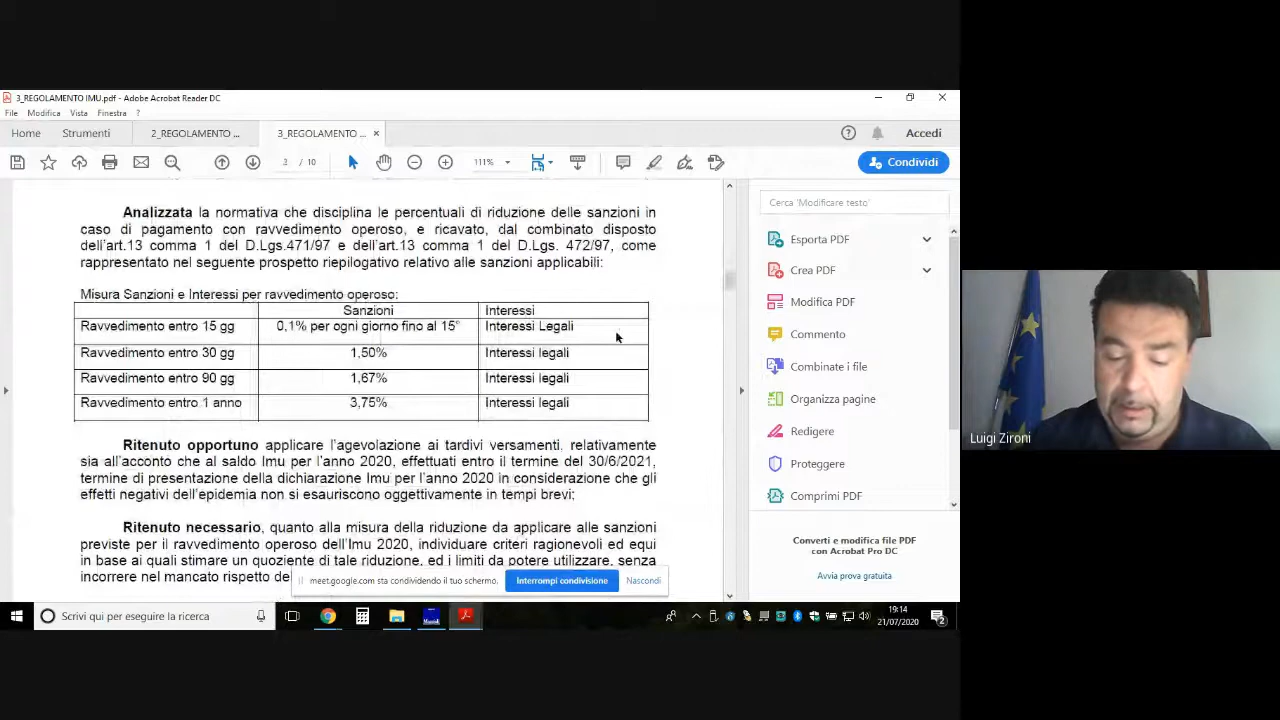 3_REGOLAMENTO IMU.pdf - Adobe Acrobat Reader DC
File Modifica Vista Finestra ?
Home Strumenti 2_REGOLAMENTO ... 3_REGOLAMENTO ... × Accedi
3 / 10 111% Condividi
Analizzata la normativa che disciplina le percentuali di riduzione delle sanzioni in
caso di pagamento con ravvedimento operoso, e ricavato, dal combinato disposto
dell'art.13 comma 1 del D.Lgs.471/97 e dell'art.13 comma 1 del D.Lgs. 472/97, come
rappresentato nel seguente prospetto riepilogativo relativo alle sanzioni applicabili:
Misura Sanzioni e Interessi per ravvedimento operoso:
Sanzioni Interessi
Ravvedimento entro 15 gg 0,1% per ogni giorno fino al 15° Interessi Legali
Ravvedimento entro 30 gg 1,50% Interessi legali
Ravvedimento entro 90 gg 1,67% Interessi legali
Ravvedimento entro 1 anno 3,75% Interessi legali
Ritenuto opportuno applicare l'agevolazione ai tardivi versamenti, relativamente
sia all'acconto che al saldo Imu per l'anno 2020, effettuati entro il termine del 30/6/2021,
termine di presentazione della dichiarazione Imu per l'anno 2020 in considerazione che gli
effetti negativi dell'epidemia non si esauriscono oggettivamente in tempi brevi;
Ritenuto necessario, quanto alla misura della riduzione da applicare alle sanzioni
previste per il ravvedimento operoso dell'Imu 2020, individuare criteri ragionevoli ed equi
in base ai quali stimare un quoziente di tale riduzione, ed i limiti da potere utilizzare, senza
incorrere nel mancato rispetto de
meet.google.com sta condividendo il tuo schermo. Interrompi condivisione Nascondi
Cerca 'Modificare testo'
Esporta PDF
Crea PDF
Modifica PDF
Commento
Combinate i file
Organizza pagine
Redigere
Proteggere
Comprimi PDF
Converti e modifica file PDF
con Acrobat Pro DC
Avvia prova gratuita
Luigi Zironi
Scrivi qui per eseguire la ricerca
19:14
21/07/2020
2